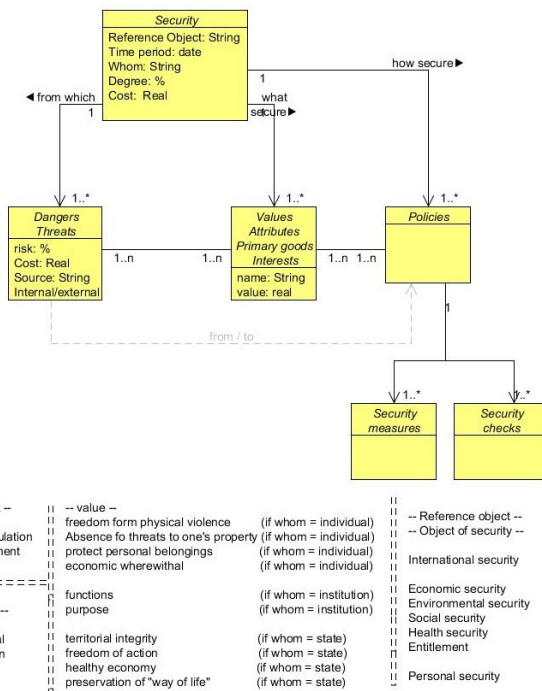 Security
Reference Object: String
Time period: date
Whom: String
Degree: %
Cost: Real
how secure►
1
◄ from which
1
what
1
secure►
1..*
1..*
1..*
Dangers
Threats
risk: %
Cost: Real
Source: String
Internal/external
1..n
1..n
Values
Attributes
Primary goods
Interests
name: String
value: real
1..n
1..n
Policies
from / to
1
1..*
1..*
Security
measures
Security
checks
-- value --
freedom form physical violence (if whom = individual)
Absence fo threats to one's property (if whom = individual)
protect personal belongings (if whom = individual)
economic wherewithal (if whom = individual)
functions (if whom = institution)
purpose (if whom = institution)
territorial integrity (if whom = state)
freedom of action (if whom = state)
healthy economy (if whom = state)
preservation of "way of life" (if whom = state)
-- Reference object --
-- Object of security --
International security
Economic security
Environmental security
Social security
Health security
Entitlement
Personal security